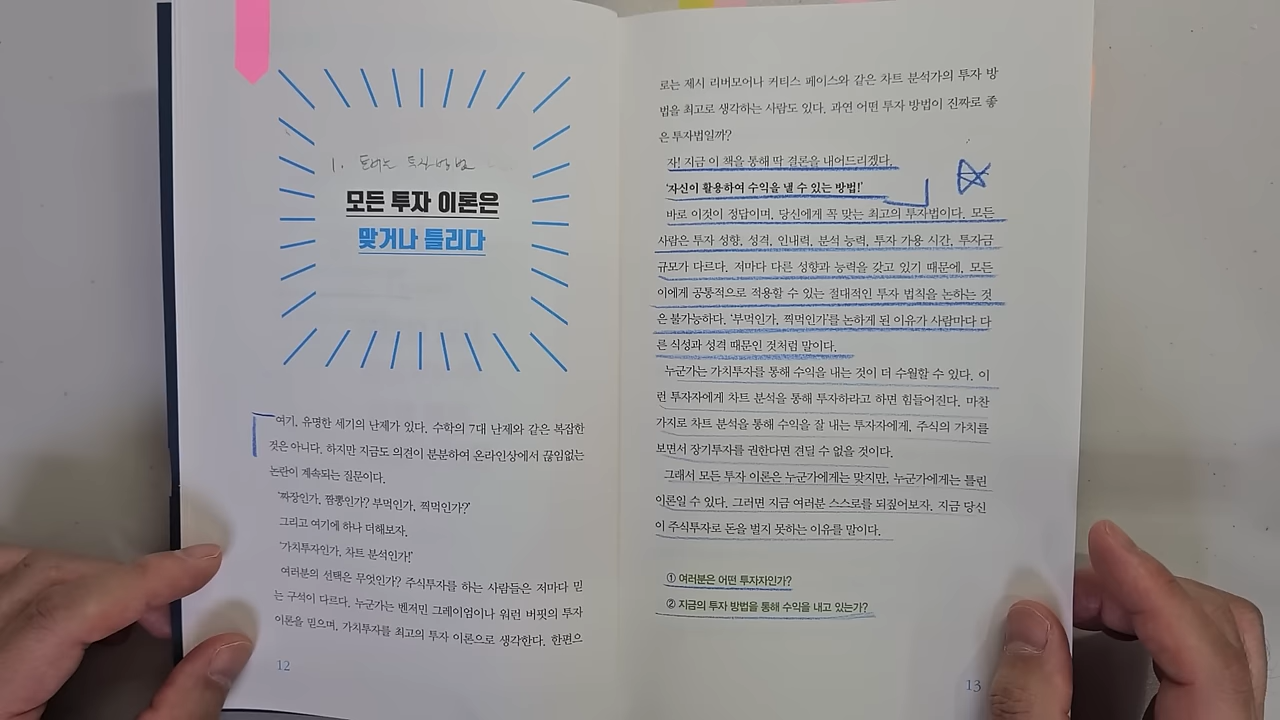 1. 돈버는 투자방법
모든 투자 이론은
맞거나 틀리다
여기, 유명한 세기의 난제가 있다. 수학의 7대 난제와 같은 복잡한
것은 아니다. 하지만 지금도 의견이 분분하여 온라인상에서 끊임없는
논란이 계속되는 질문이다.
'짜장인가, 짬뽕인가? 부먹인가, 찍먹인가?'
그리고 여기에 하나 더해보자.
'가치투자인가, 차트 분석인가!'
여러분의 선택은 무엇인가? 주식투자를 하는 사람들은 저마다 믿
는 구석이 다르다. 누군가는 벤저민 그레이엄이나 워런 버핏의 투자
이론을 믿으며, 가치투자를 최고의 투자 이론으로 생각한다. 한편으
12
로는 제시 리버모어나 커티스 페이스와 같은 차트 분석가의 투자 방
법을 최고로 생각하는 사람도 있다. 과연 어떤 투자 방법이 진짜로 좋
은 투자법일까?
자! 지금 이 책을 통해 딱 결론을 내어드리겠다.
'자신이 활용하여 수익을 낼 수 있는 방법!'
바로 이것이 정답이며, 당신에게 꼭 맞는 최고의 투자법이다. 모든
사람은 투자 성향, 성격, 인내력, 분석 능력, 투자 가용 시간, 투자금
규모가 다르다. 저마다 다른 성향과 능력을 갖고 있기 때문에, 모든
이에게 공통적으로 적용할 수 있는 절대적인 투자 법칙을 논하는 것
은 불가능하다. '부먹인가, 찍먹인가'를 논하게 된 이유가 사람마다 다
른 식성과 성격 때문인 것처럼 말이다.
누군가는 가치투자를 통해 수익을 내는 것이 더 수월할 수 있다. 이
런 투자자에게 차트 분석을 통해 투자하라고 하면 힘들어진다. 마찬
가지로 차트 분석을 통해 수익을 잘 내는 투자자에게, 주식의 가치를
보면서 장기투자를 권한다면 견딜 수 없을 것이다.
그래서 모든 투자 이론은 누군가에게는 맞지만, 누군가에게는 틀린
이론일 수 있다. 그러면 지금 여러분 스스로를 되짚어보자. 지금 당신
이 주식투자로 돈을 벌지 못하는 이유를 말이다.
① 여러분은 어떤 투자자인가?
② 지금의 투자 방법을 통해 수익을 내고 있는가?
13